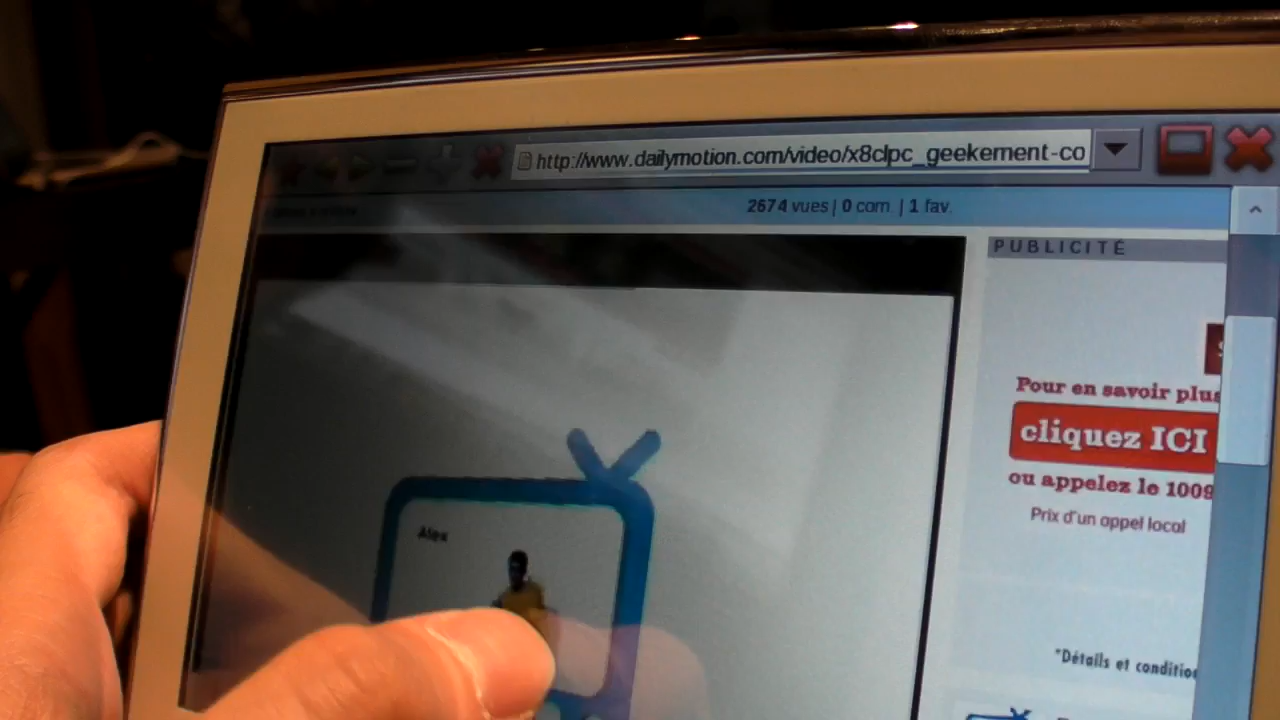 http://www.dailymotion.com/video/x8clpc_geekement-co
2674 vues | 0 com. | 1 fav.
PUBLICITÉ
Pour en savoir plus
cliquez ICI
ou appelez le 1009
Prix d'un appel local
Alex
*Détails et condition